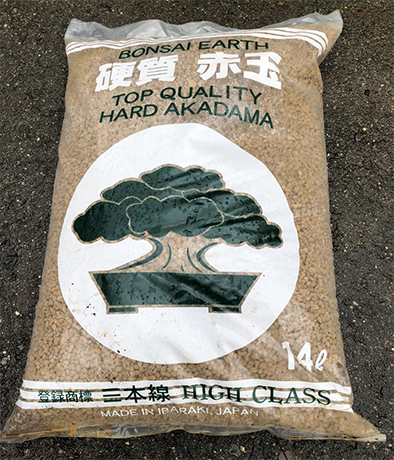 BONSAI EARTH
硬質 赤玉
TOP QUALITY
HARD AKADAMA
14ℓ
登録商標 三本線 HIGH CLASS
MADE IN IBARAKI, JAPAN